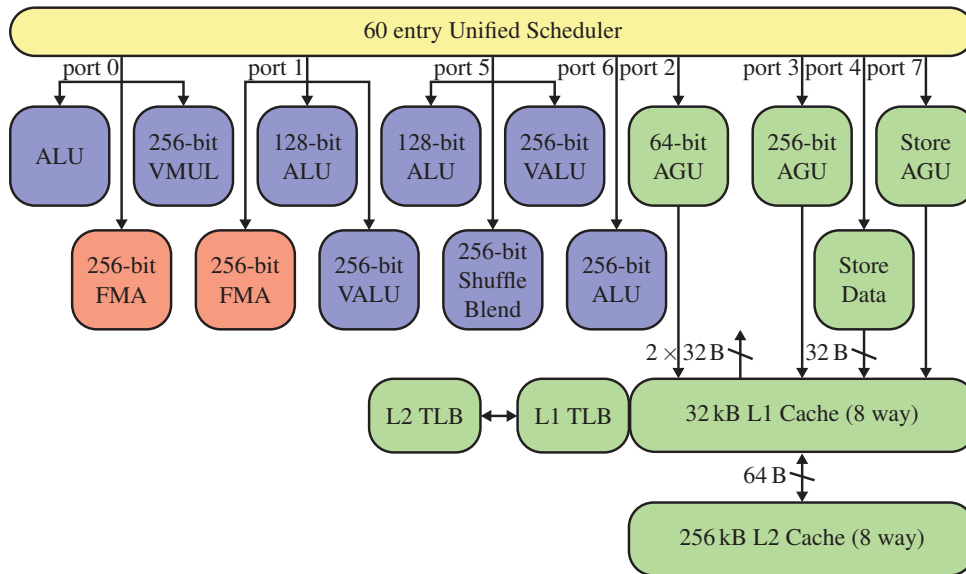 60 entry Unified Scheduler
port 0
port 1
port 5
port 6
port 2
port 3
port 4
port 7
ALU
256-bit
VMUL
128-bit
ALU
128-bit
ALU
256-bit
VALU
64-bit
AGU
256-bit
AGU
Store
AGU
256-bit
FMA
256-bit
FMA
256-bit
VALU
256-bit
Shuffle
Blend
256-bit
ALU
Store
Data
2 × 32 B
32 B
L2 TLB
L1 TLB
32 kB L1 Cache (8 way)
64 B
256 kB L2 Cache (8 way)